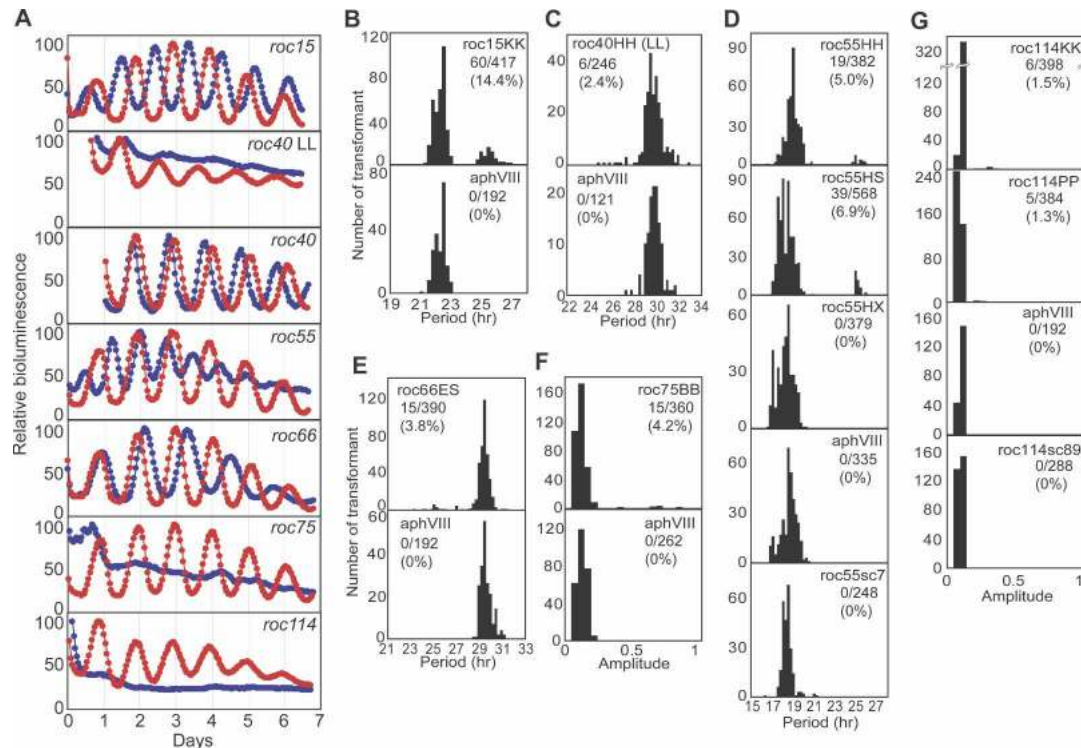 A
Relative bioluminescence
100
50
0
roc15
100
50
0
roc40 LL
100
50
0
roc40
100
50
0
roc55
100
50
0
roc66
100
50
0
roc75
100
50
0
roc114
0 1 2 3 4 5 6 7
Days
B
Number of transformant
120
80
40
0
roc15KK
60/417
(14.4%)
80
40
0
aphVIII
0/192
(0%)
19 21 23 25 27
Period (hr)
C
40
20
0
roc40HH (LL)
6/246
(2.4%)
40
20
0
aphVIII
0/121
(0%)
22 24 26 28 30 32 34
Period (hr)
D
90
60
30
0
roc55HH
19/382
(5.0%)
90
60
30
0
roc55HS
39/568
(6.9%)
60
30
0
roc55HX
0/379
(0%)
60
30
0
aphVIII
0/335
(0%)
60
30
0
roc55sc7
0/248
(0%)
15 17 19 21 23 25 27
Period (hr)
E
Number of transformant
120
80
40
0
roc66ES
15/390
(3.8%)
60
40
20
0
aphVIII
0/192
(0%)
21 23 25 27 29 31 33
Period (hr)
F
160
120
80
40
0
roc75BB
15/360
(4.2%)
120
80
40
0
aphVIII
0/262
(0%)
0 0.5 1
Amplitude
G
320
120
80
40
0
roc114KK
6/398
(1.5%)
240
160
80
0
roc114PP
5/384
(1.3%)
160
120
80
40
0
aphVIII
0/192
(0%)
160
120
80
40
0
roc114sc89
0/288
(0%)
0 0.5 1
Amplitude